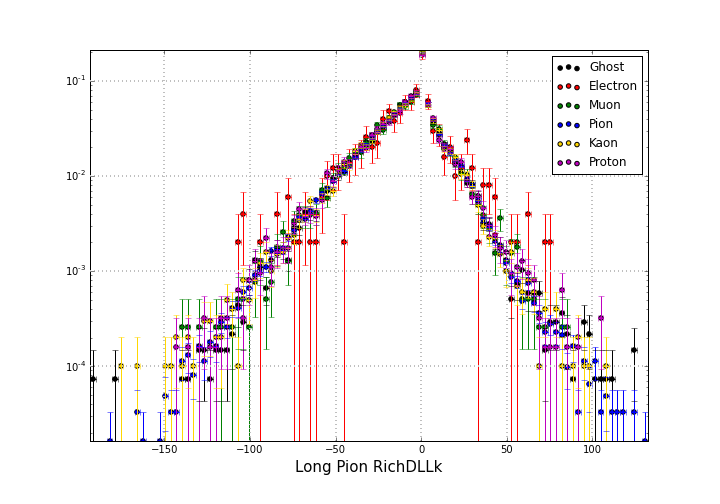 10⁻¹
10⁻²
10⁻³
10⁻⁴
−150
−100
−50
0
50
100
Long Pion RichDLLk
Ghost
Electron
Muon
Pion
Kaon
Proton